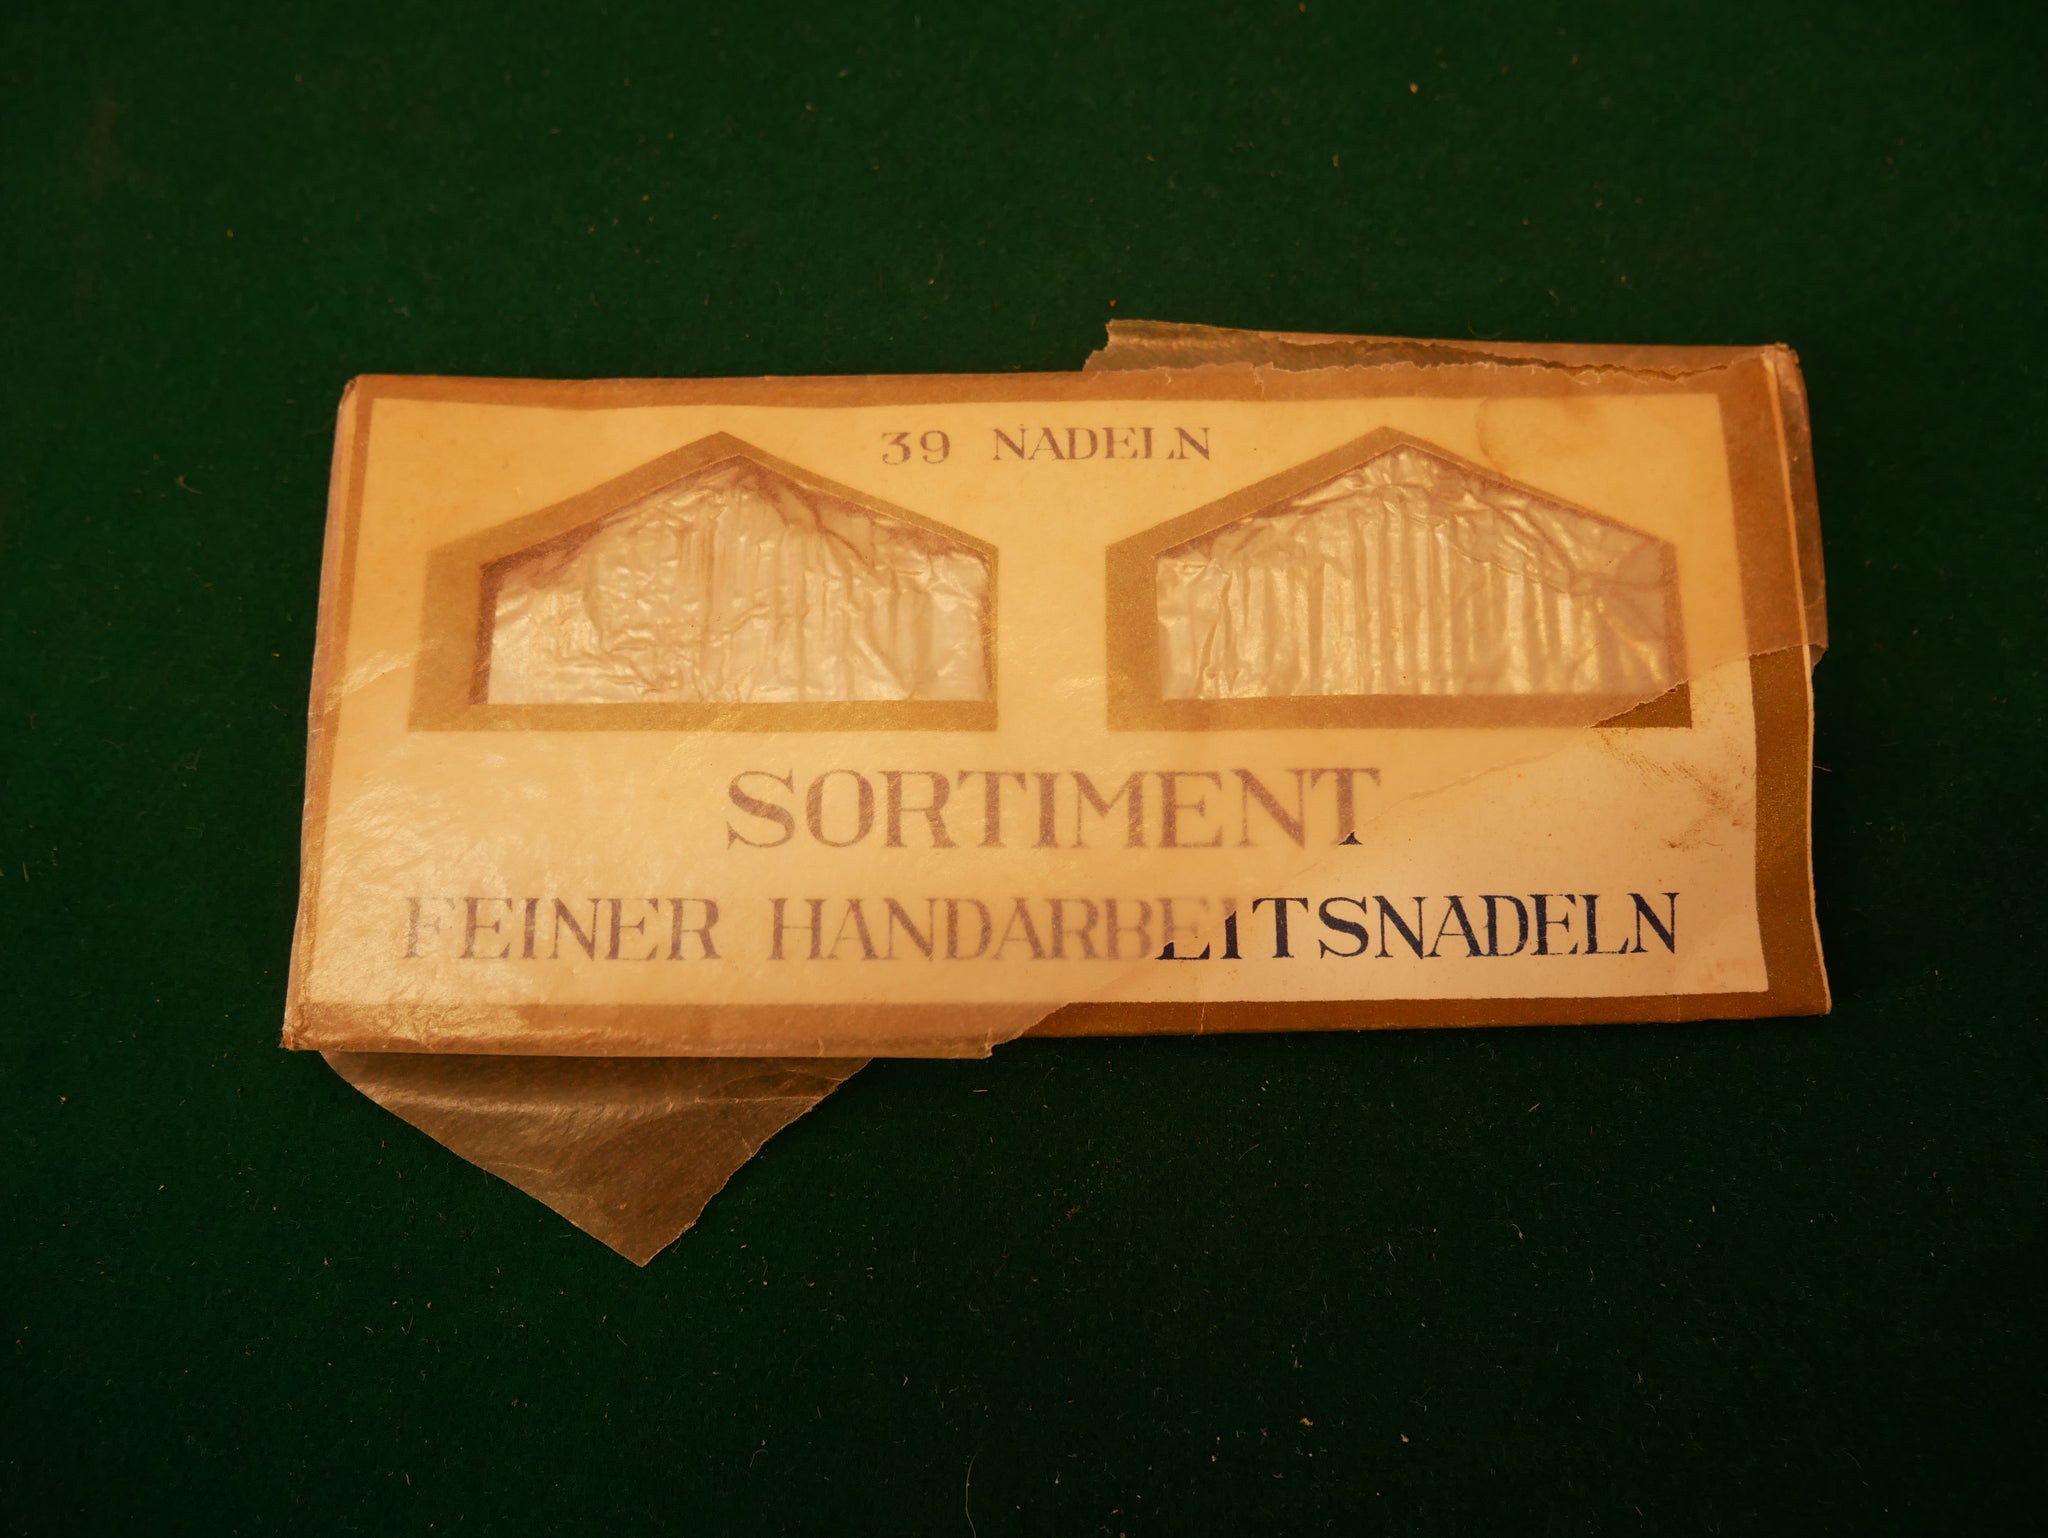 39 NADELN
SORTIMENT
FEINER HANDARBEITSNADELN